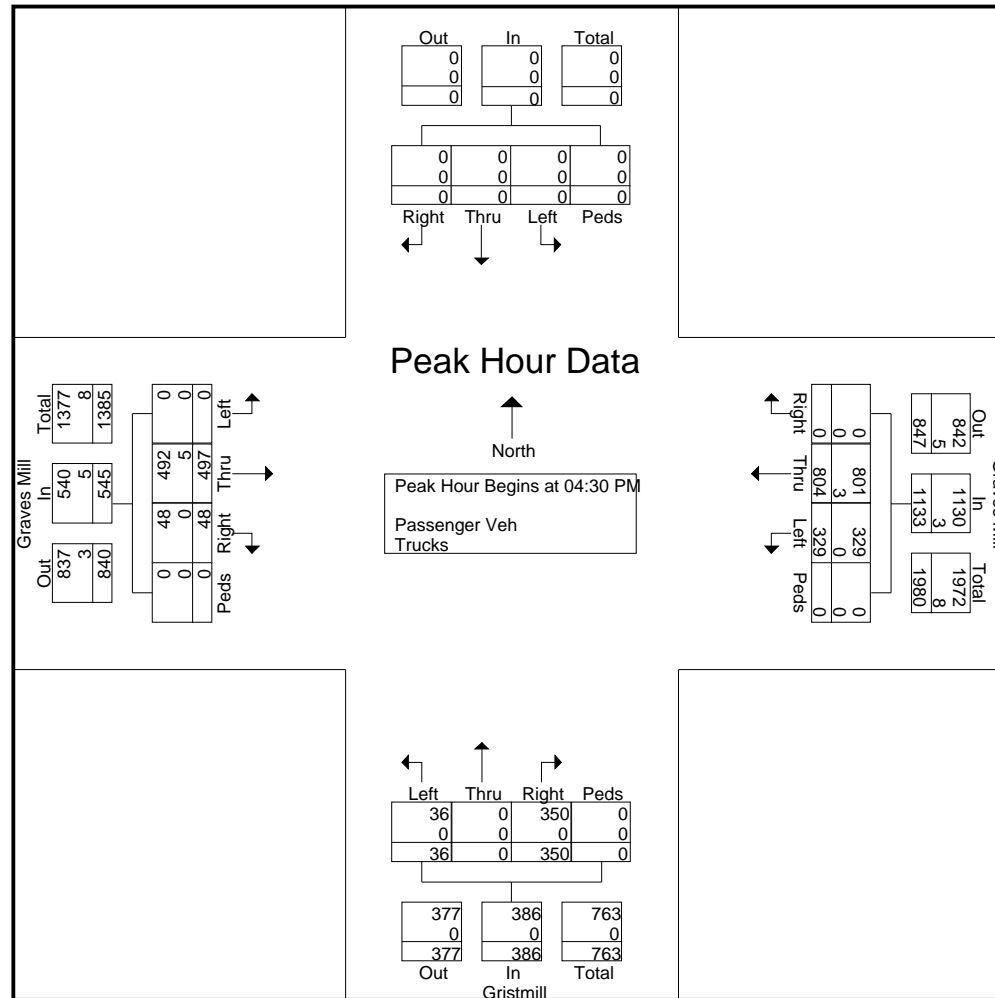 Out In Total
0 0 0
0 0 0
0 0 0
0 0 0 0
0 0 0 0
0 0 0 0
Right Thru Left Peds
Peak Hour Data
North
Peak Hour Begins at 04:30 PM
Passenger Veh
Trucks
Graves Mill
Out In Total
837 540 1377
3 5 8
840 545 1385
0 492 48 0
0 5 0 0
0 497 48 0
Left Thru Right Peds
Out In Total
842 1130 1972
5 3 8
847 1133 1980
0 801 329 0
0 3 0 0
0 804 329 0
Right Thru Left Peds
Left Thru Right Peds
36 0 350 0
0 0 0 0
36 0 350 0
377 386 763
0 0 0
377 386 763
Out In Total
Gristmill